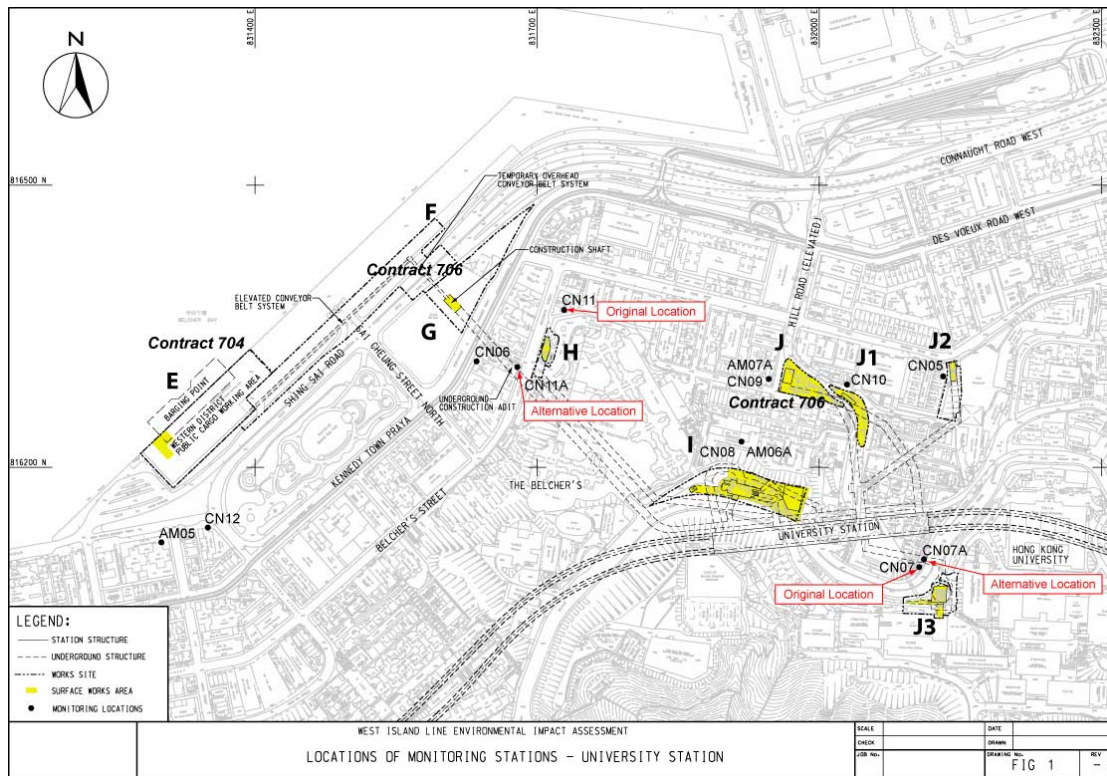 831400 E
831700 E
832000 E
832300 E
N
816500 N
816200 N
CONNAUGHT ROAD WEST
DES VOEUX ROAD WEST
HILL ROAD (ELEVATED)
TEMPORARY OVERHEAD
CONVEYOR BELT SYSTEM
F
CONSTRUCTION SHAFT
Contract 706
ELEVATED CONVEYOR
BELT SYSTEM
BELCHER BAY
G
Contract 704
E
BARGING POINT
WESTERN DISTRICT
PUBLIC CARGO WORKING AREA
SHING SAI ROAD
SAI
CHEUNG STREET NORTH
KENNEDY TOWN PRAYA
BELCHER'S STREET
CN11
Original Location
H
CN06
CN11A
UNDERGROUND
CONSTRUCTION ADIT
Alternative Location
J
AM07A
CN09
Contract 706
J1
CN10
J2
CN05
I
CN08
AM06A
THE BELCHER'S
UNIVERSITY STATION
AM05
CN12
CN07A
CN07
HONG KONG
UNIVERSITY
Original Location
Alternative Location
J3
LEGEND:
STATION STRUCTURE
UNDERGROUND STRUCTURE
WORKS SITE
SURFACE WORKS AREA
MONITORING LOCATIONS
WEST ISLAND LINE ENVIRONMENTAL IMPACT ASSESSMENT
LOCATIONS OF MONITORING STATIONS - UNIVERSITY STATION
SCALE
DATE
CHECK
DRAWN
JOB No.
DRAWING No.
FIG 1
REV
-